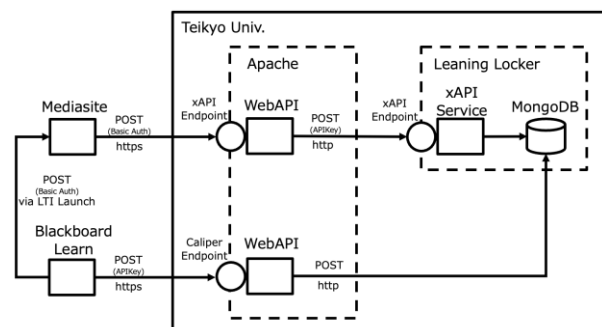 Teikyo Univ.
Apache
Leaning Locker
Mediasite
POST
(Basic Auth)
https
xAPI
Endpoint
WebAPI
POST
(APIKey)
http
xAPI
Endpoint
xAPI
Service
MongoDB
POST
(Basic Auth)
via LTI Launch
Blackboard
Learn
POST
(APIKey)
https
Caliper
Endpoint
WebAPI
POST
http